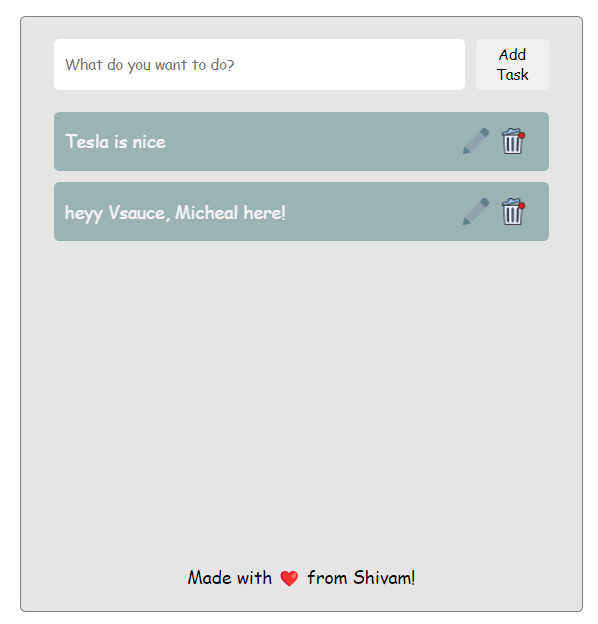 What do you want to do?
Add
Task
Tesla is nice
heyy Vsauce, Micheal here!
Made with ❤️ from Shivam!